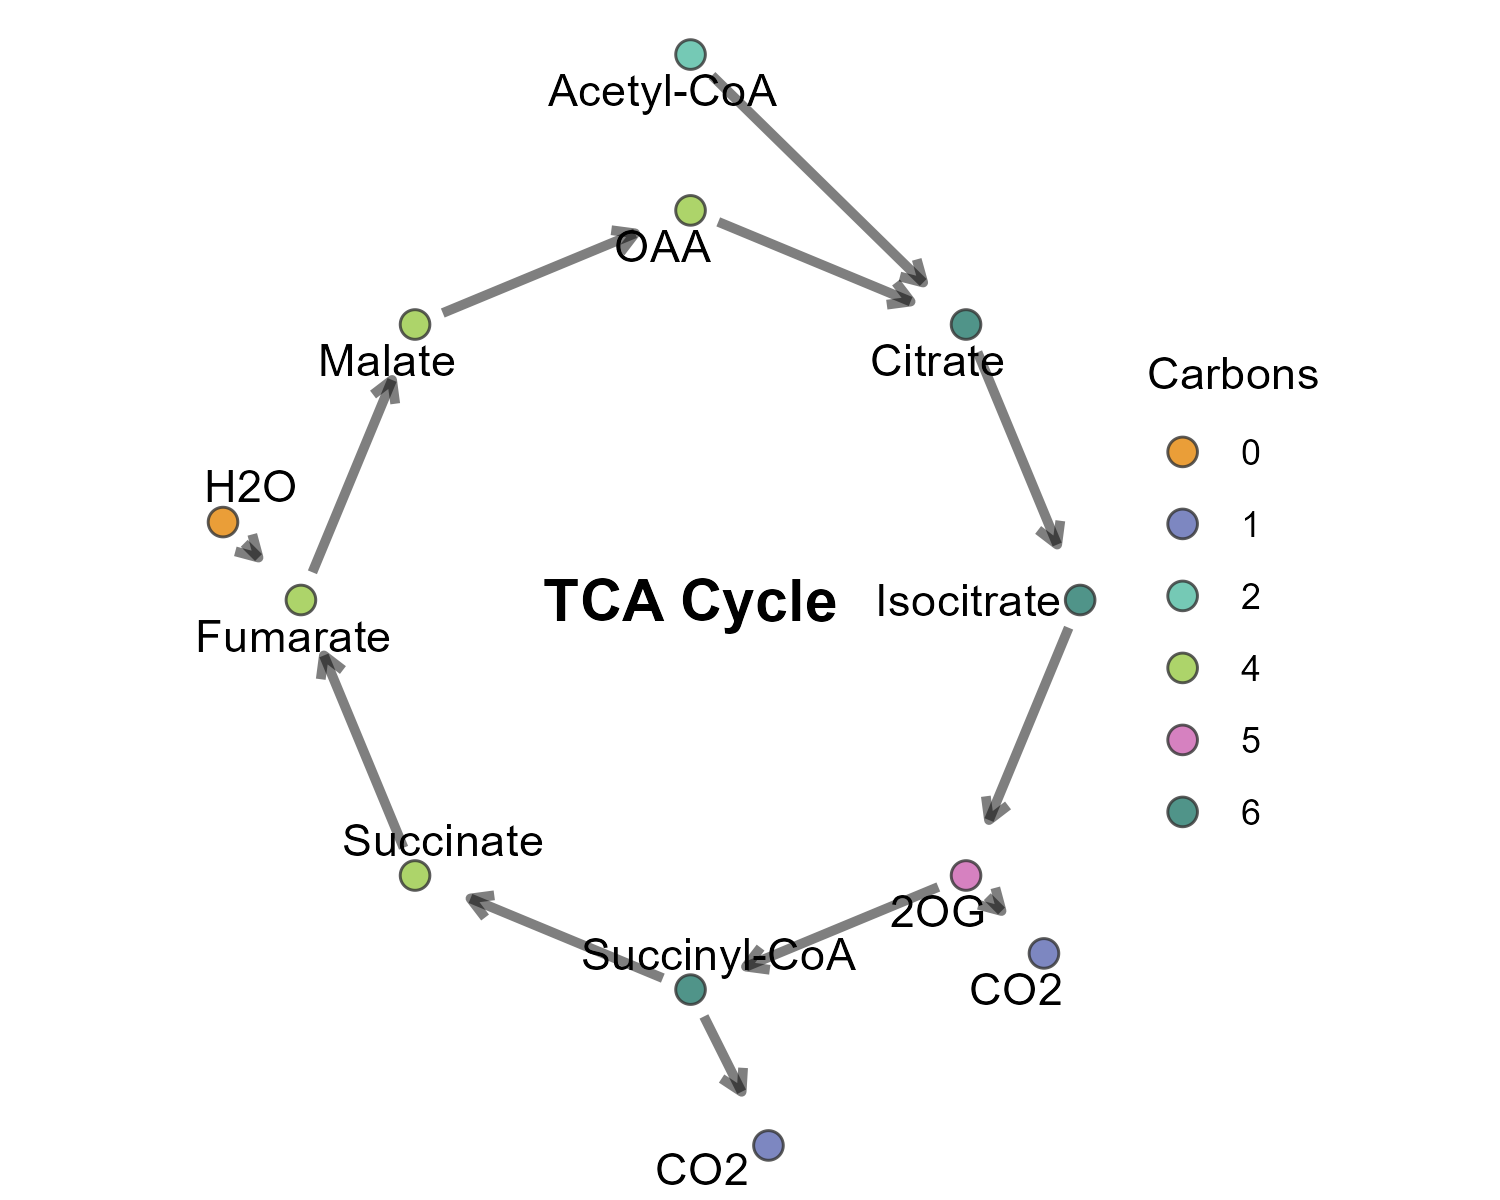 Acetyl-CoA
OAA
Malate
Citrate
Carbons
0
1
2
4
5
6
H2O
TCA Cycle
Isocitrate
Fumarate
Succinate
2OG
Succinyl-CoA
CO2
CO2